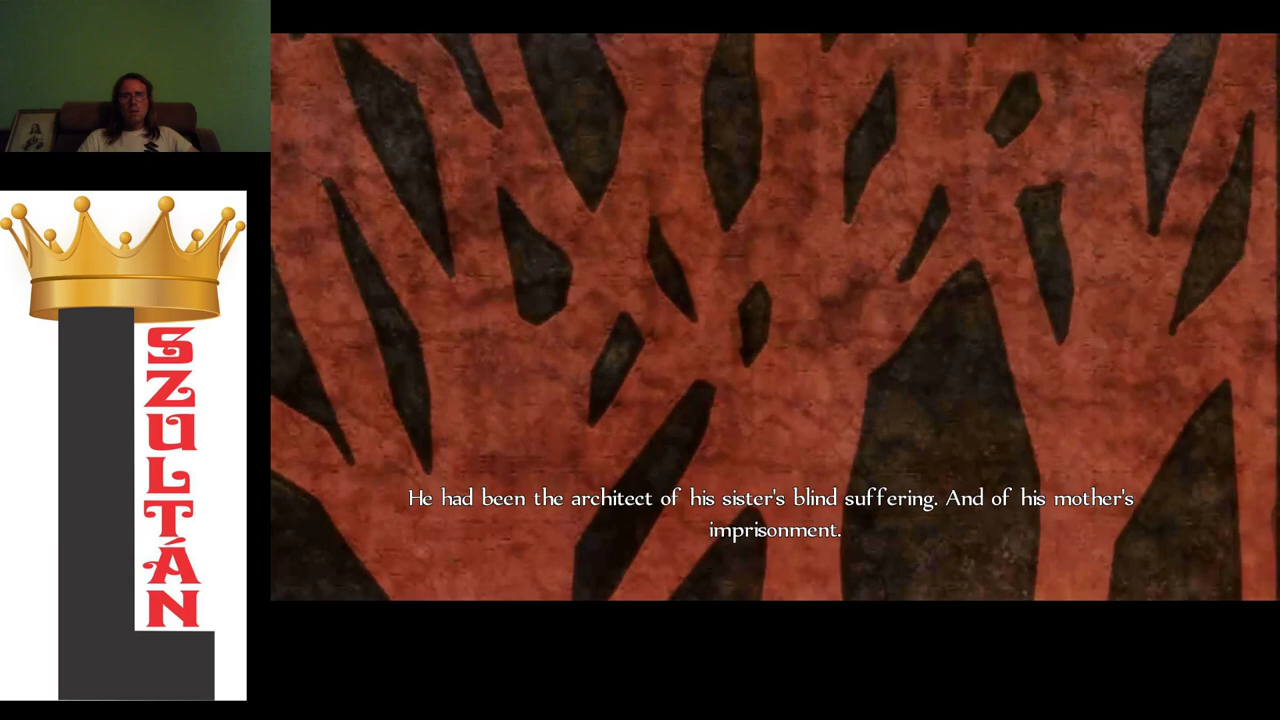 SZULTÁN
L
He had been the architect of his sister's blind suffering. And of his mother's
imprisonment.